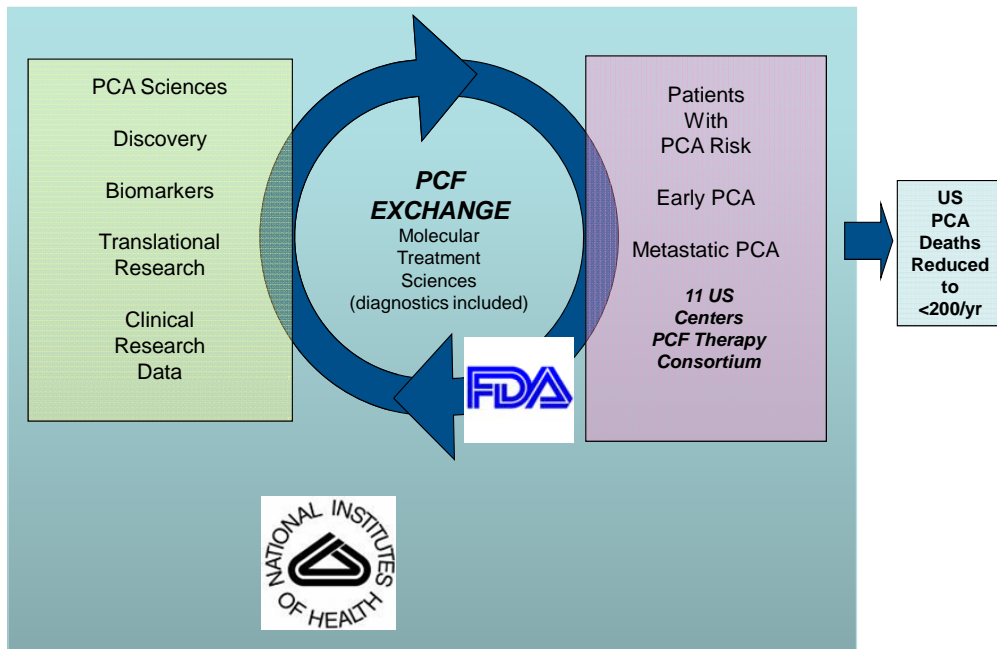 PCA Sciences
Discovery
Biomarkers
Translational
Research
Clinical
Research
Data
PCF
EXCHANGE
Molecular
Treatment
Sciences
(diagnostics included)
FDA
Patients
With
PCA Risk
Early PCA
Metastatic PCA
11 US
Centers
PCF Therapy
Consortium
US
PCA
Deaths
Reduced
to
<200/yr
NATIONAL INSTITUTES
OF HEALTH